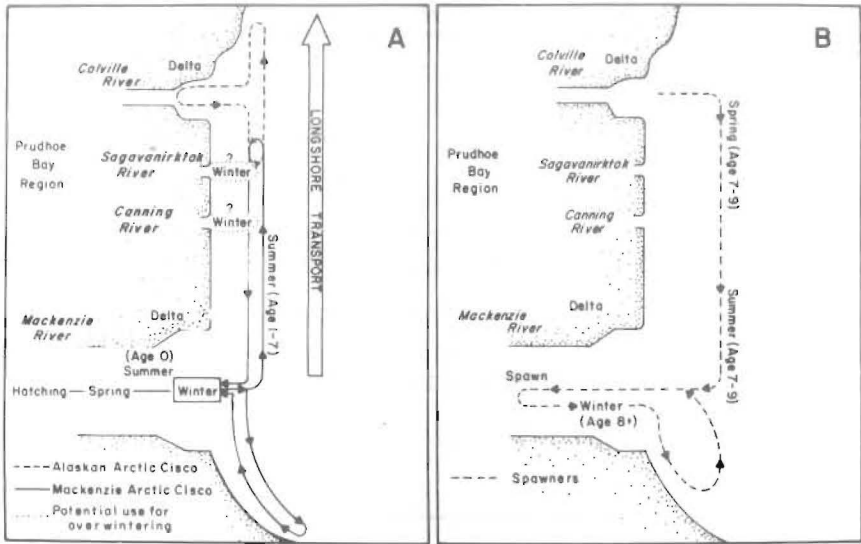 A
Colville
River
Delta
Prudhoe
Bay
Region
Sagavanirktok
River
?
Winter
Canning
River
?
Winter
LONGSHORE TRANSPORT
Summer (Age 1-7)
Mackenzie
River
Delta
(Age 0)
Summer
Hatching — Spring
Winter
Alaskan Arctic Cisco
Mackenzie Arctic Cisco
Potential use for
over wintering
B
Colville
River
Delta
Prudhoe
Bay
Region
Sagavanirktok
River
Canning
River
Spring (Age 7-9)
Summer (Age 7-9)
Mackenzie
River
Delta
Spawn
Winter
(Age 8+)
Spawners